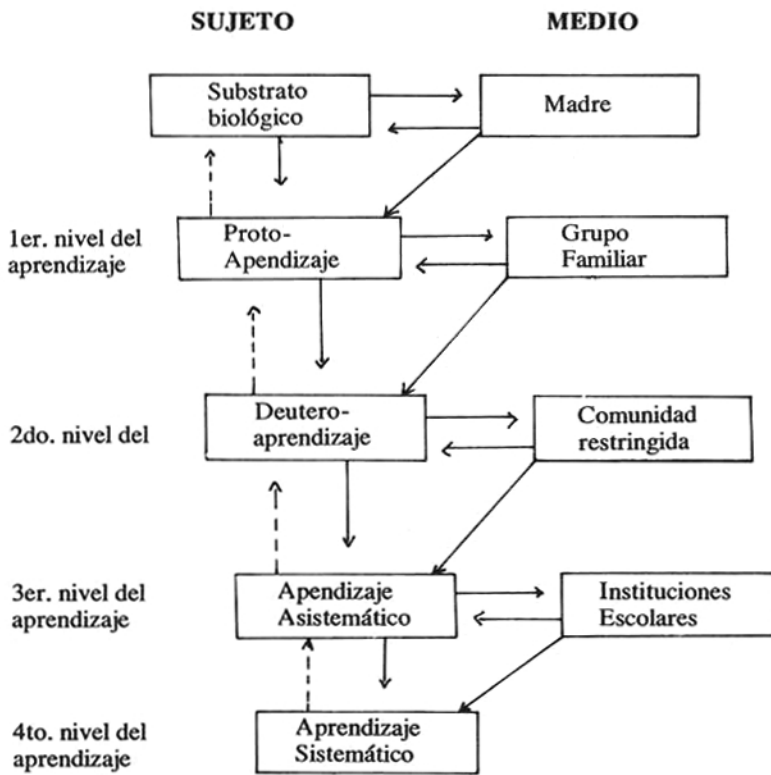 SUJETO
MEDIO
Substrato
biológico
Madre
1er. nivel del
aprendizaje
Proto-
Apendizaje
Grupo
Familiar
2do. nivel del
Deutero-
aprendizaje
Comunidad
restringida
3er. nivel del
aprendizaje
Apendizaje
Asistemático
Instituciones
Escolares
4to. nivel del
aprendizaje
Aprendizaje
Sistemático